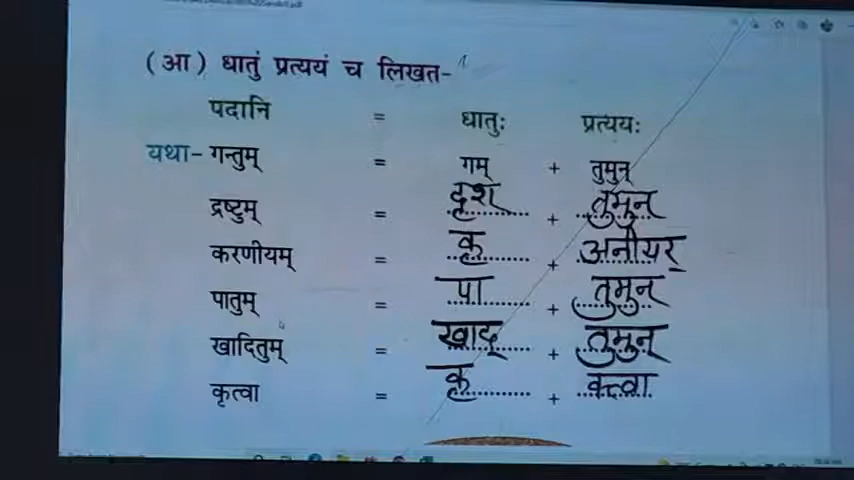 (आ) धातुं प्रत्ययं च लिखत-
पदानि = धातुः प्रत्ययः
यथा- गन्तुम् = गम् + तुमुन्
द्रष्टुम् = दृश् + तुमुन्
करणीयम् = कृ + अनीयर्
पातुम् = पा + तुमुन्
खादितुम् = खाद् + तुमुन्
कृत्वा = कृ + क्त्वा